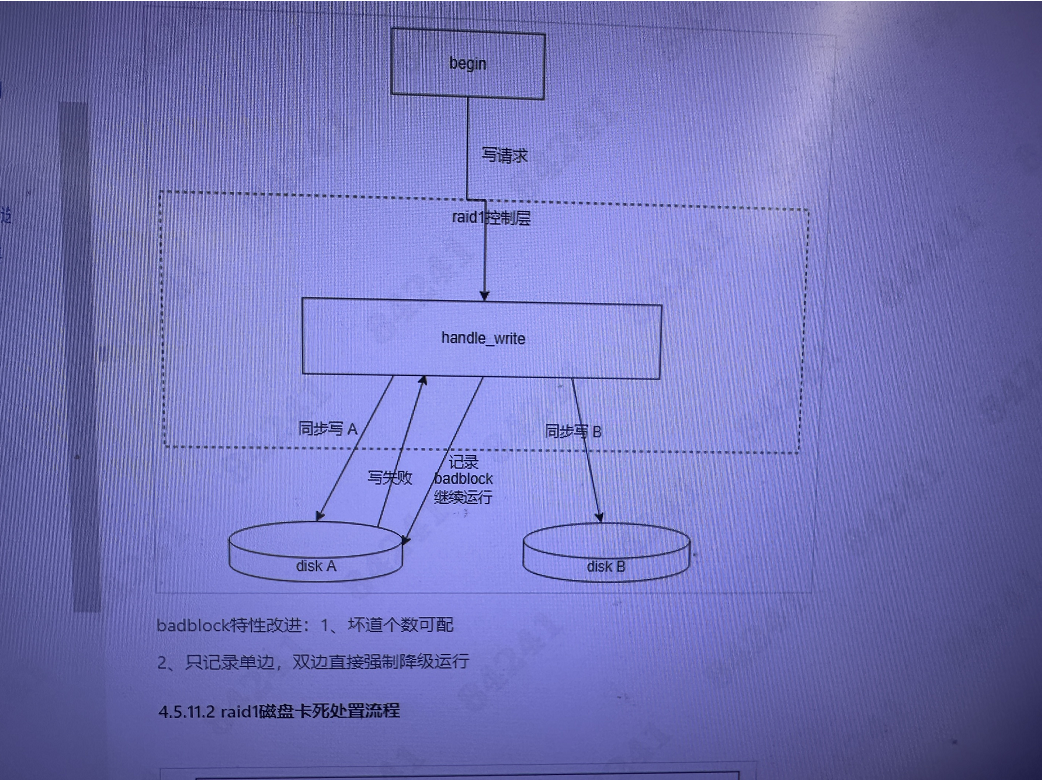 begin
写请求
raid1控制层
handle_write
同步写 A
同步写 B
写失败
记录
badblock
继续运行
disk A
disk B
badblock特性改进：1、坏道个数可配
2、只记录单边，双边直接强制降级运行
4.5.11.2 raid1磁盘卡死处置流程
84241